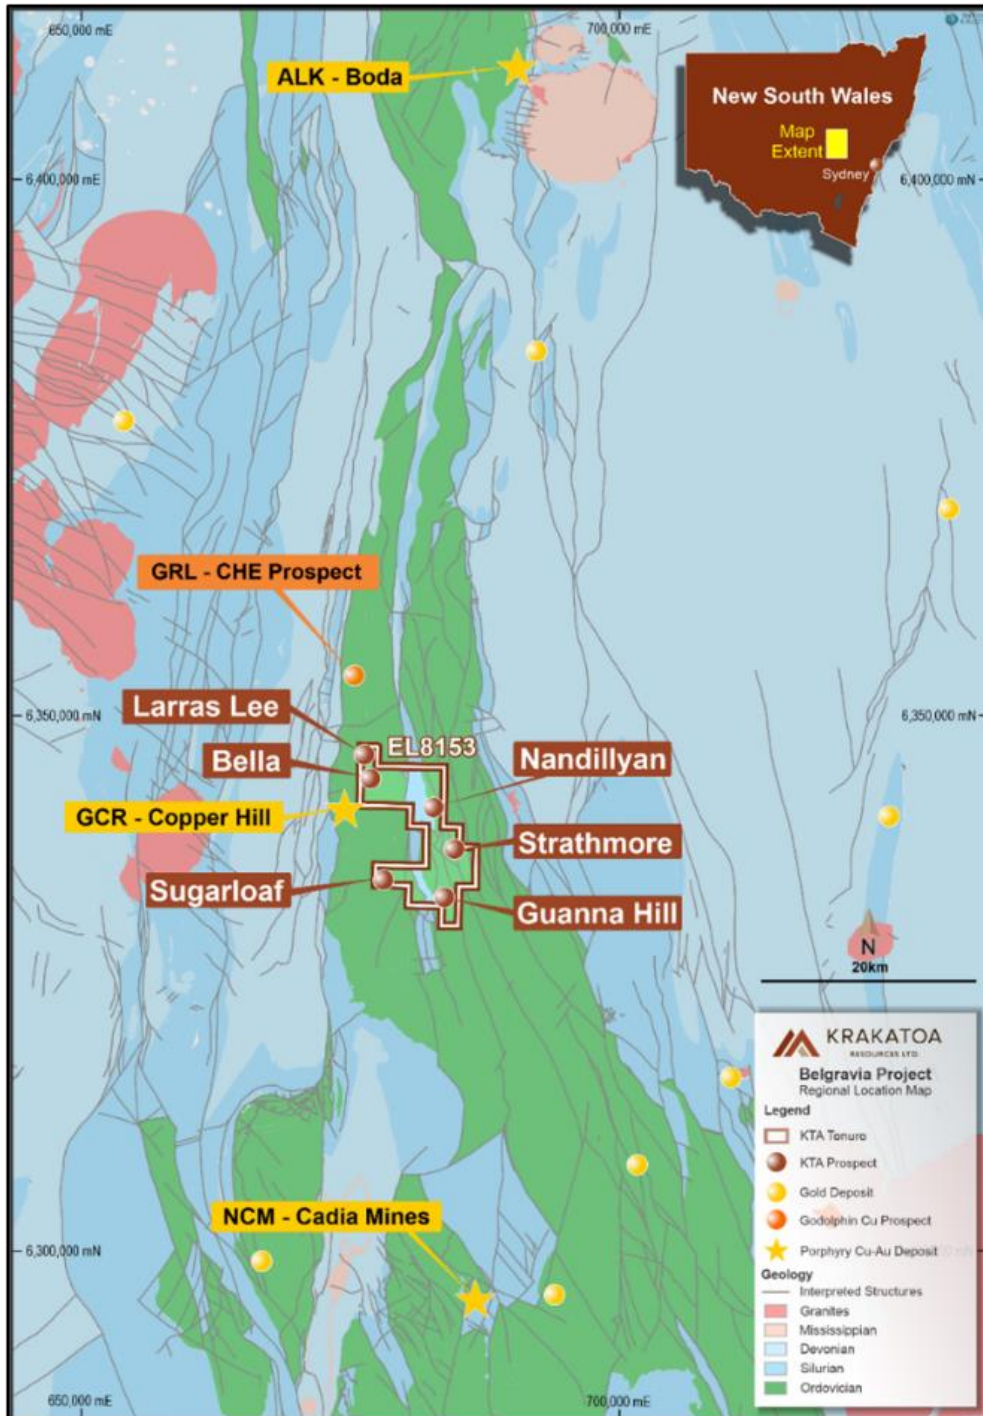 650,000 mE
700,000 mE
ALK - Boda
New South Wales
Map
Extent
Sydney
6,400,000 mE
6,400,000 mN
GRL - CHE Prospect
6,350,000 mN
6,350,000 mN
Larras Lee
EL8153
Bella
Nandillyan
GCR - Copper Hill
Strathmore
Sugarloaf
Guanna Hill
N
20km
KRAKATOA
RESOURCES LTD.
Belgravia Project
Regional Location Map
Legend
KTA Tenure
KTA Prospect
Gold Deposit
Godolphin Cu Prospect
Porphyry Cu-Au Deposit
NCM - Cadia Mines
6,300,000 mN
Geology
Interpreted Structures
Granites
Mississippian
Devonian
Silurian
Ordovician
650,000 mE
700,000 mE